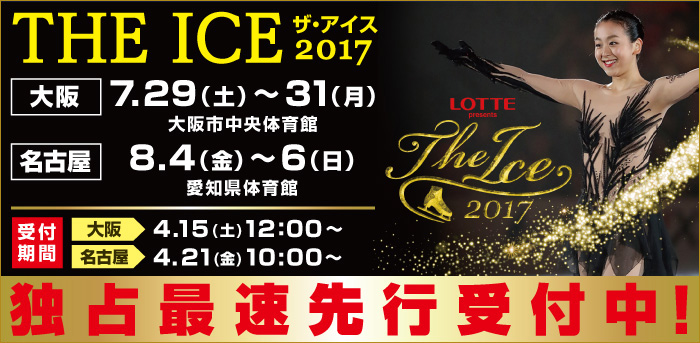 THE ICE ザ・アイス 2017
大阪 7.29(土)〜31(月)
大阪市中央体育館
名古屋 8.4(金)〜6(日)
愛知県体育館
受付期間
大阪 4.15(土)12:00〜
名古屋 4.21(金)10:00〜
LOTTE
presents
The Ice
2017
独占最速先行受付中!